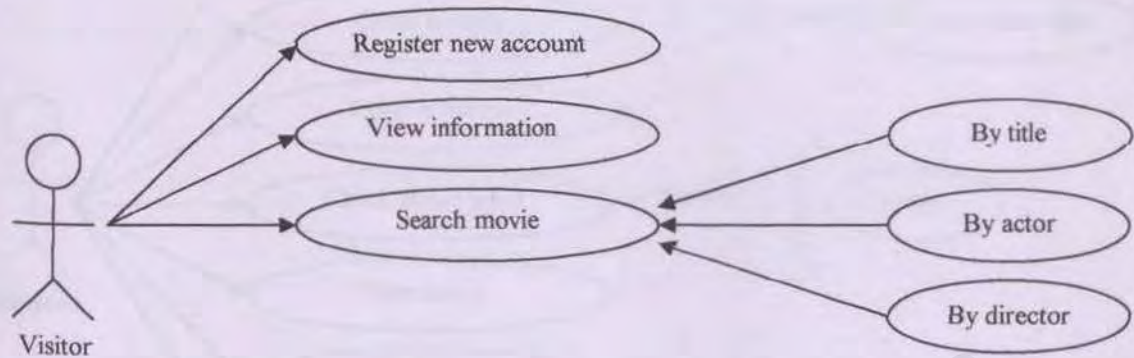 Register new account
View information
By title
Search movie
By actor
By director
Visitor